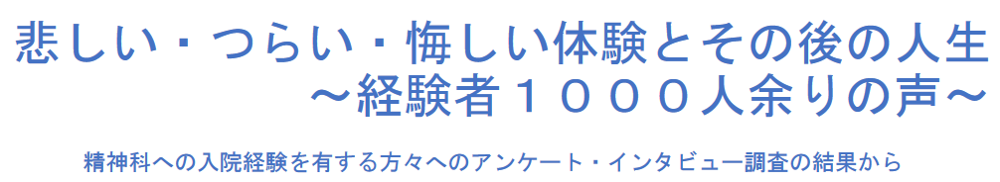 悲しい・つらい・悔しい体験とその後の人生
～経験者１０００人余りの声～
精神科への入院経験を有する方々へのアンケート・インタビュー調査の結果から